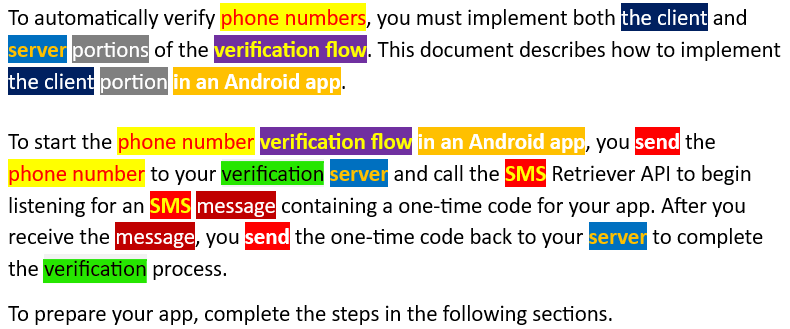 To automatically verify phone numbers, you must implement both the client and
server portions of the verification flow. This document describes how to implement
the client portion in an Android app.
To start the phone number verification flow in an Android app, you send the
phone number to your verification server and call the SMS Retriever API to begin
listening for an SMS message containing a one-time code for your app. After you
receive the message, you send the one-time code back to your server to complete
the verification process.
To prepare your app, complete the steps in the following sections.